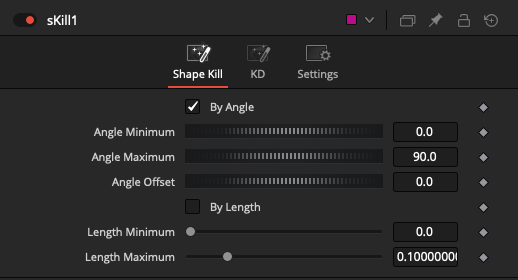 sKill1
Shape Kill KD Settings
By Angle
Angle Minimum 0.0
Angle Maximum 90.0
Angle Offset 0.0
By Length
Length Minimum 0.0
Length Maximum 0.10000000